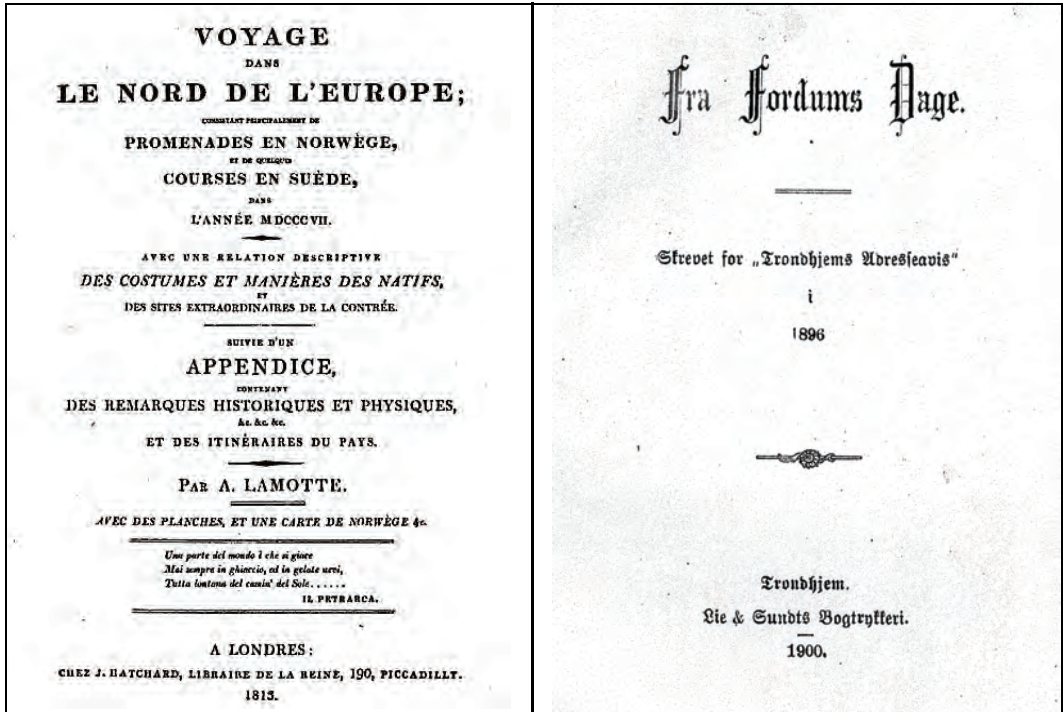 VOYAGE
DANS
LE NORD DE L'EUROPE;
CONSISTANT PRINCIPALEMENT DE
PROMENADES EN NORWÈGE,
ET DE QUELQUES
COURSES EN SUÈDE,
DANS
L'ANNÉE MDCCCVII.
AVEC UNE RELATION DESCRIPTIVE
DES COSTUMES ET MANIÈRES DES NATIFS,
ET
DES SITES EXTRAORDINAIRES DE LA CONTRÉE.
SUIVIE D'UN
APPENDICE,
CONTENANT
DES REMARQUES HISTORIQUES ET PHYSIQUES,
&c. &c. &c.
ET DES ITINÉRAIRES DU PAYS.
PAR A. LAMOTTE.
AVEC DES PLANCHES, ET UNE CARTE DE NORWÈGE &c.
Una parte del mondo è che si giace
Mai sempre in ghiaccio, ed in gelate nevi,
Tutta lontana del camin' del Sole......
IL PETRARCA.
A LONDRES:
CHEZ J. HATCHARD, LIBRAIRE DE LA REINE, 190, PICCADILLY.
1813.
Fra Fordums Dage.
Skrevet for „Trondhjems Adresseavis“
i
1896
Trondhjem.
Lie & Sundts Bogtrykkeri.
1900.